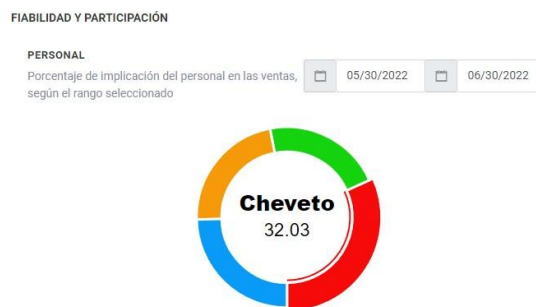 FIABILIDAD Y PARTICIPACIÓN
PERSONAL
Porcentaje de implicación del personal en las ventas,
según el rango seleccionado
05/30/2022
06/30/2022
Cheveto
32.03